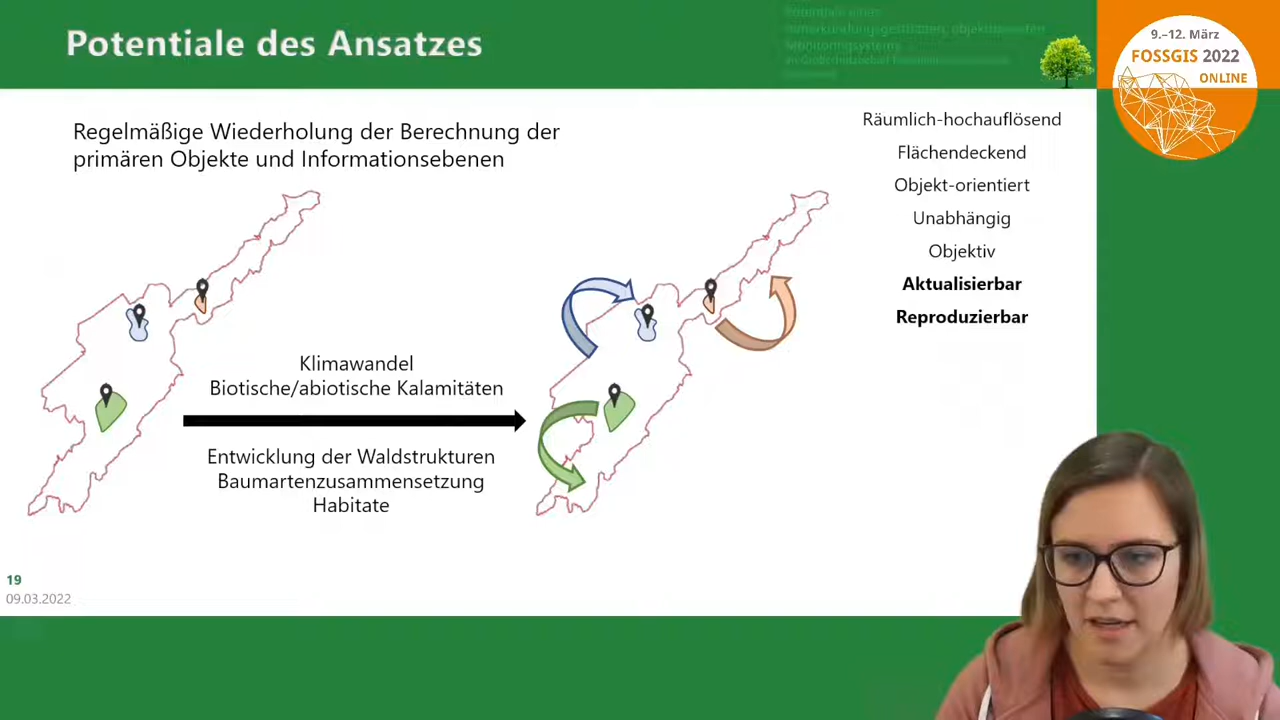 Potentiale des Ansatzes
9.–12. März
FOSSGIS 2022
ONLINE
Regelmäßige Wiederholung der Berechnung der
primären Objekte und Informationsebenen
Räumlich-hochauflösend
Flächendeckend
Objekt-orientiert
Unabhängig
Objektiv
Aktualisierbar
Reproduzierbar
Klimawandel
Biotische/abiotische Kalamitäten
Entwicklung der Waldstrukturen
Baumartenzusammensetzung
Habitate
19
09.03.2022